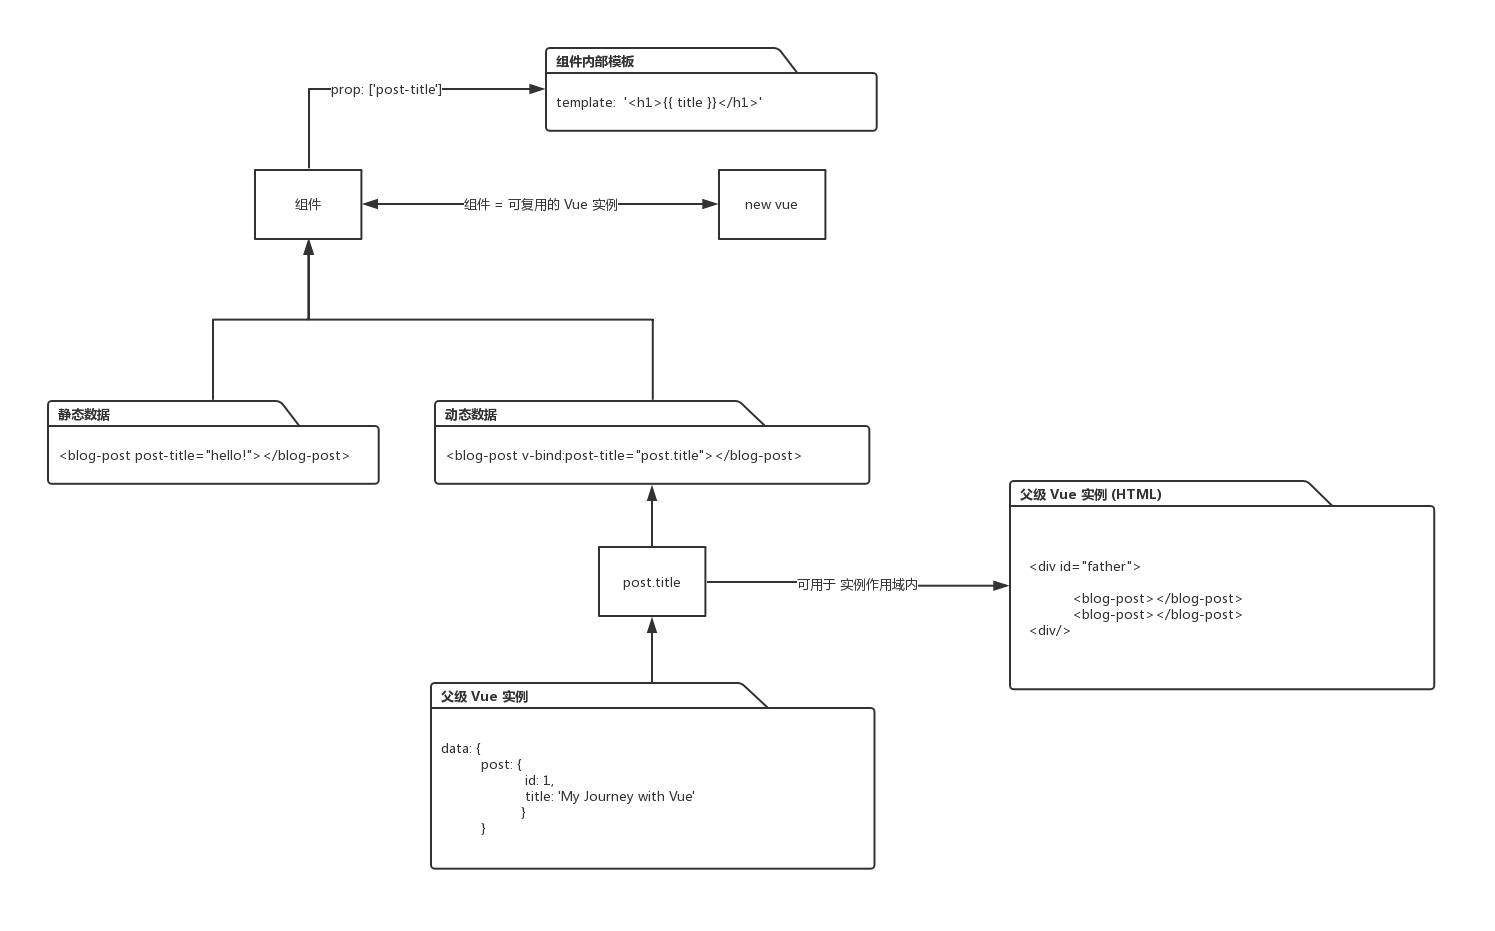 组件内部模板
prop: ['post-title']
template:  '<h1>{{ title }}</h1>'
组件
组件 = 可复用的 Vue 实例
new vue
静态数据
<blog-post post-title="hello!"></blog-post>
动态数据
<blog-post v-bind:post-title="post.title"></blog-post>
post.title
可用于 实例作用域内
父级 Vue 实例 (HTML)
<div id="father">
<blog-post></blog-post>
<blog-post></blog-post>
<div/>
父级 Vue 实例
data: {
post: {
id: 1,
title: 'My Journey with Vue'
}
}